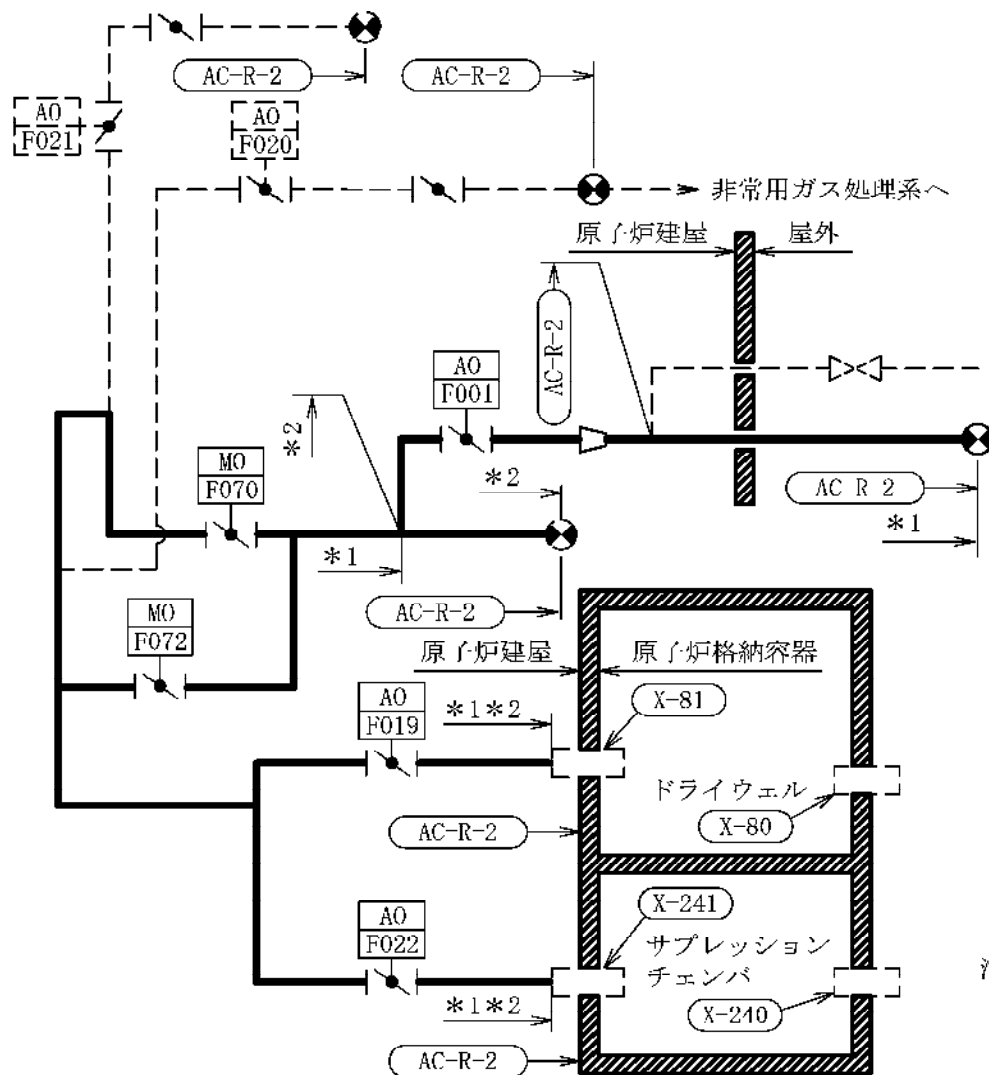 AC-R-2
AC-R-2
AO
F021
AO
F020
非常用ガス処理系へ
原子炉建屋
屋外
AC-R-2
AO
F001
*2
MO
F070
*2
AC R 2
*1
*1
AC-R-2
MO
F072
原子炉建屋
原子炉格納容器
AO
F019
*1*2
X-81
ドライウェル
X-80
AC-R-2
X-241
AO
F022
サプレッション
チェンバ
*1*2
X-240
AC-R-2